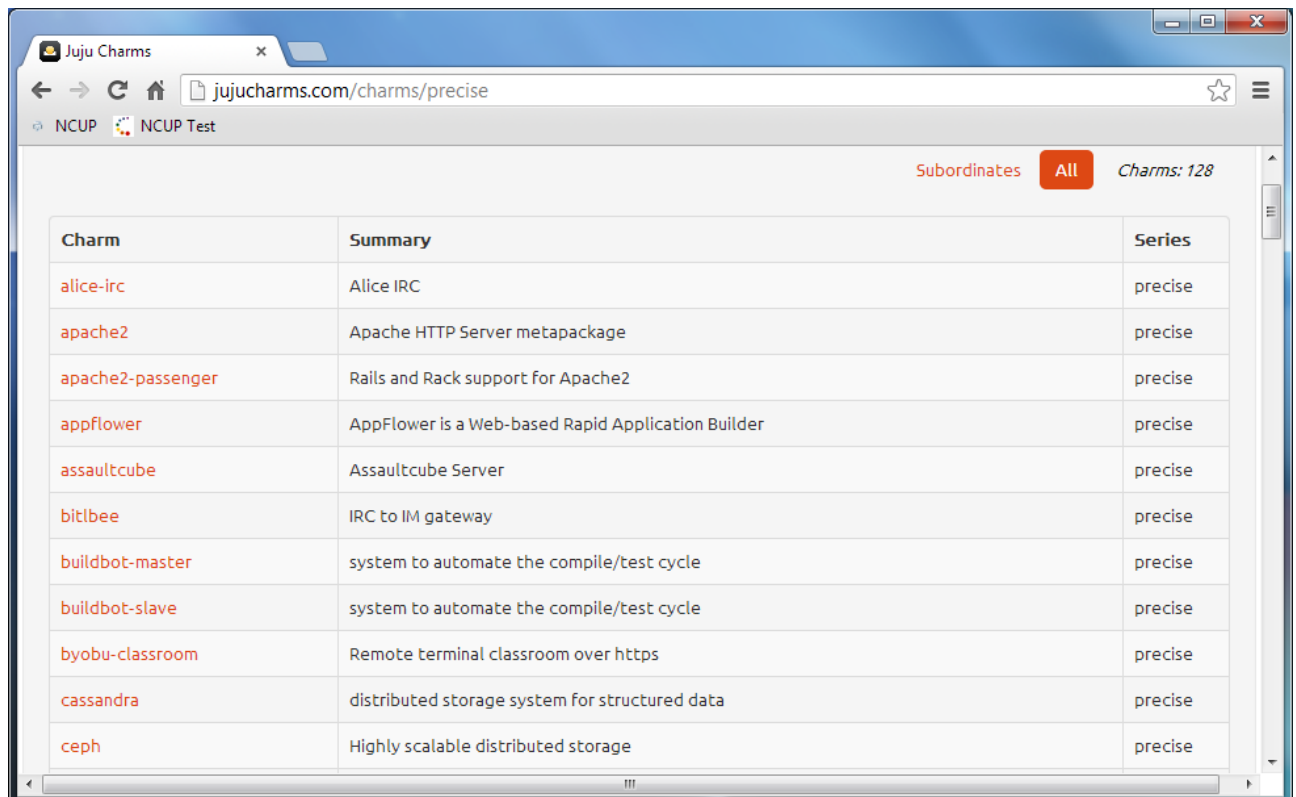 Juju Charms
jujucharms.com/charms/precise
NCUP NCUP Test
Subordinates All Charms: 128
Charm Summary Series
alice-irc Alice IRC precise
apache2 Apache HTTP Server metapackage precise
apache2-passenger Rails and Rack support for Apache2 precise
appflower AppFlower is a Web-based Rapid Application Builder precise
assaultcube Assaultcube Server precise
bitlbee IRC to IM gateway precise
buildbot-master system to automate the compile/test cycle precise
buildbot-slave system to automate the compile/test cycle precise
byobu-classroom Remote terminal classroom over https precise
cassandra distributed storage system for structured data precise
ceph Highly scalable distributed storage precise